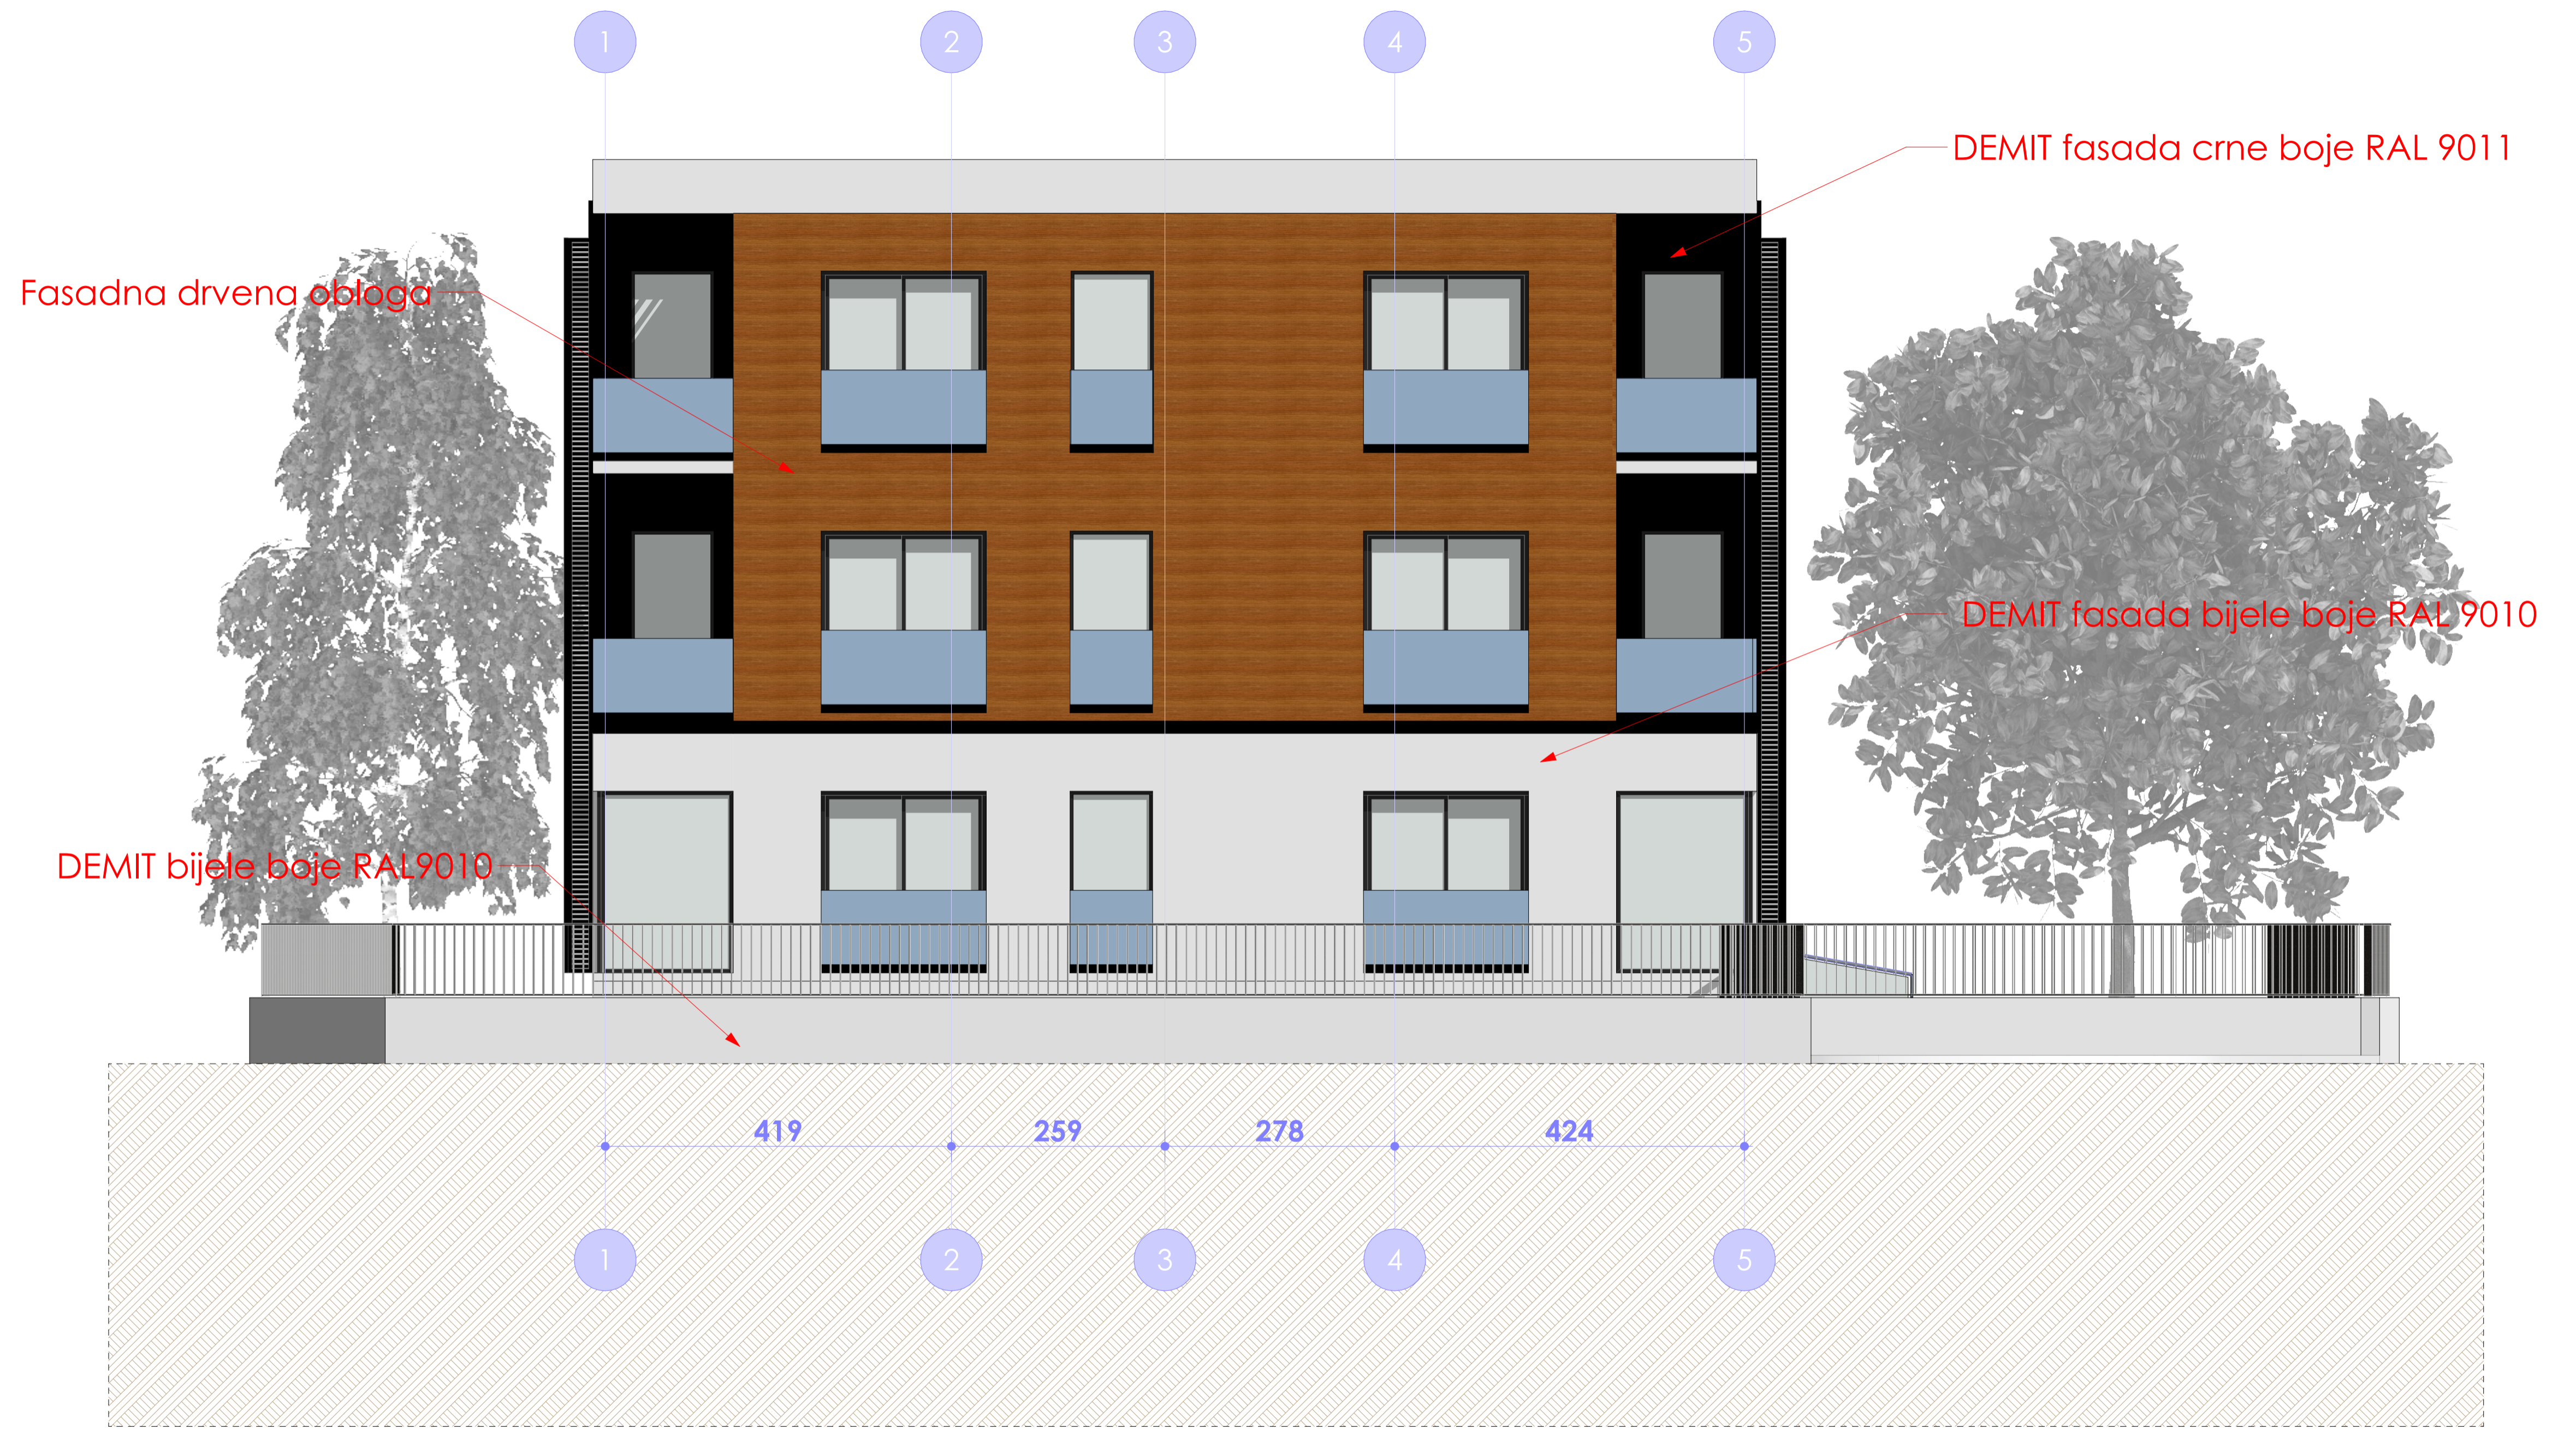 1 2 3 4 5
DEMIT fasada crne boje RAL 9011
Fasadna drvena obloga
DEMIT fasada bijele boje RAL 9010
DEMIT bijele boje RAL9010
419 259 278 424
1 2 3 4 5